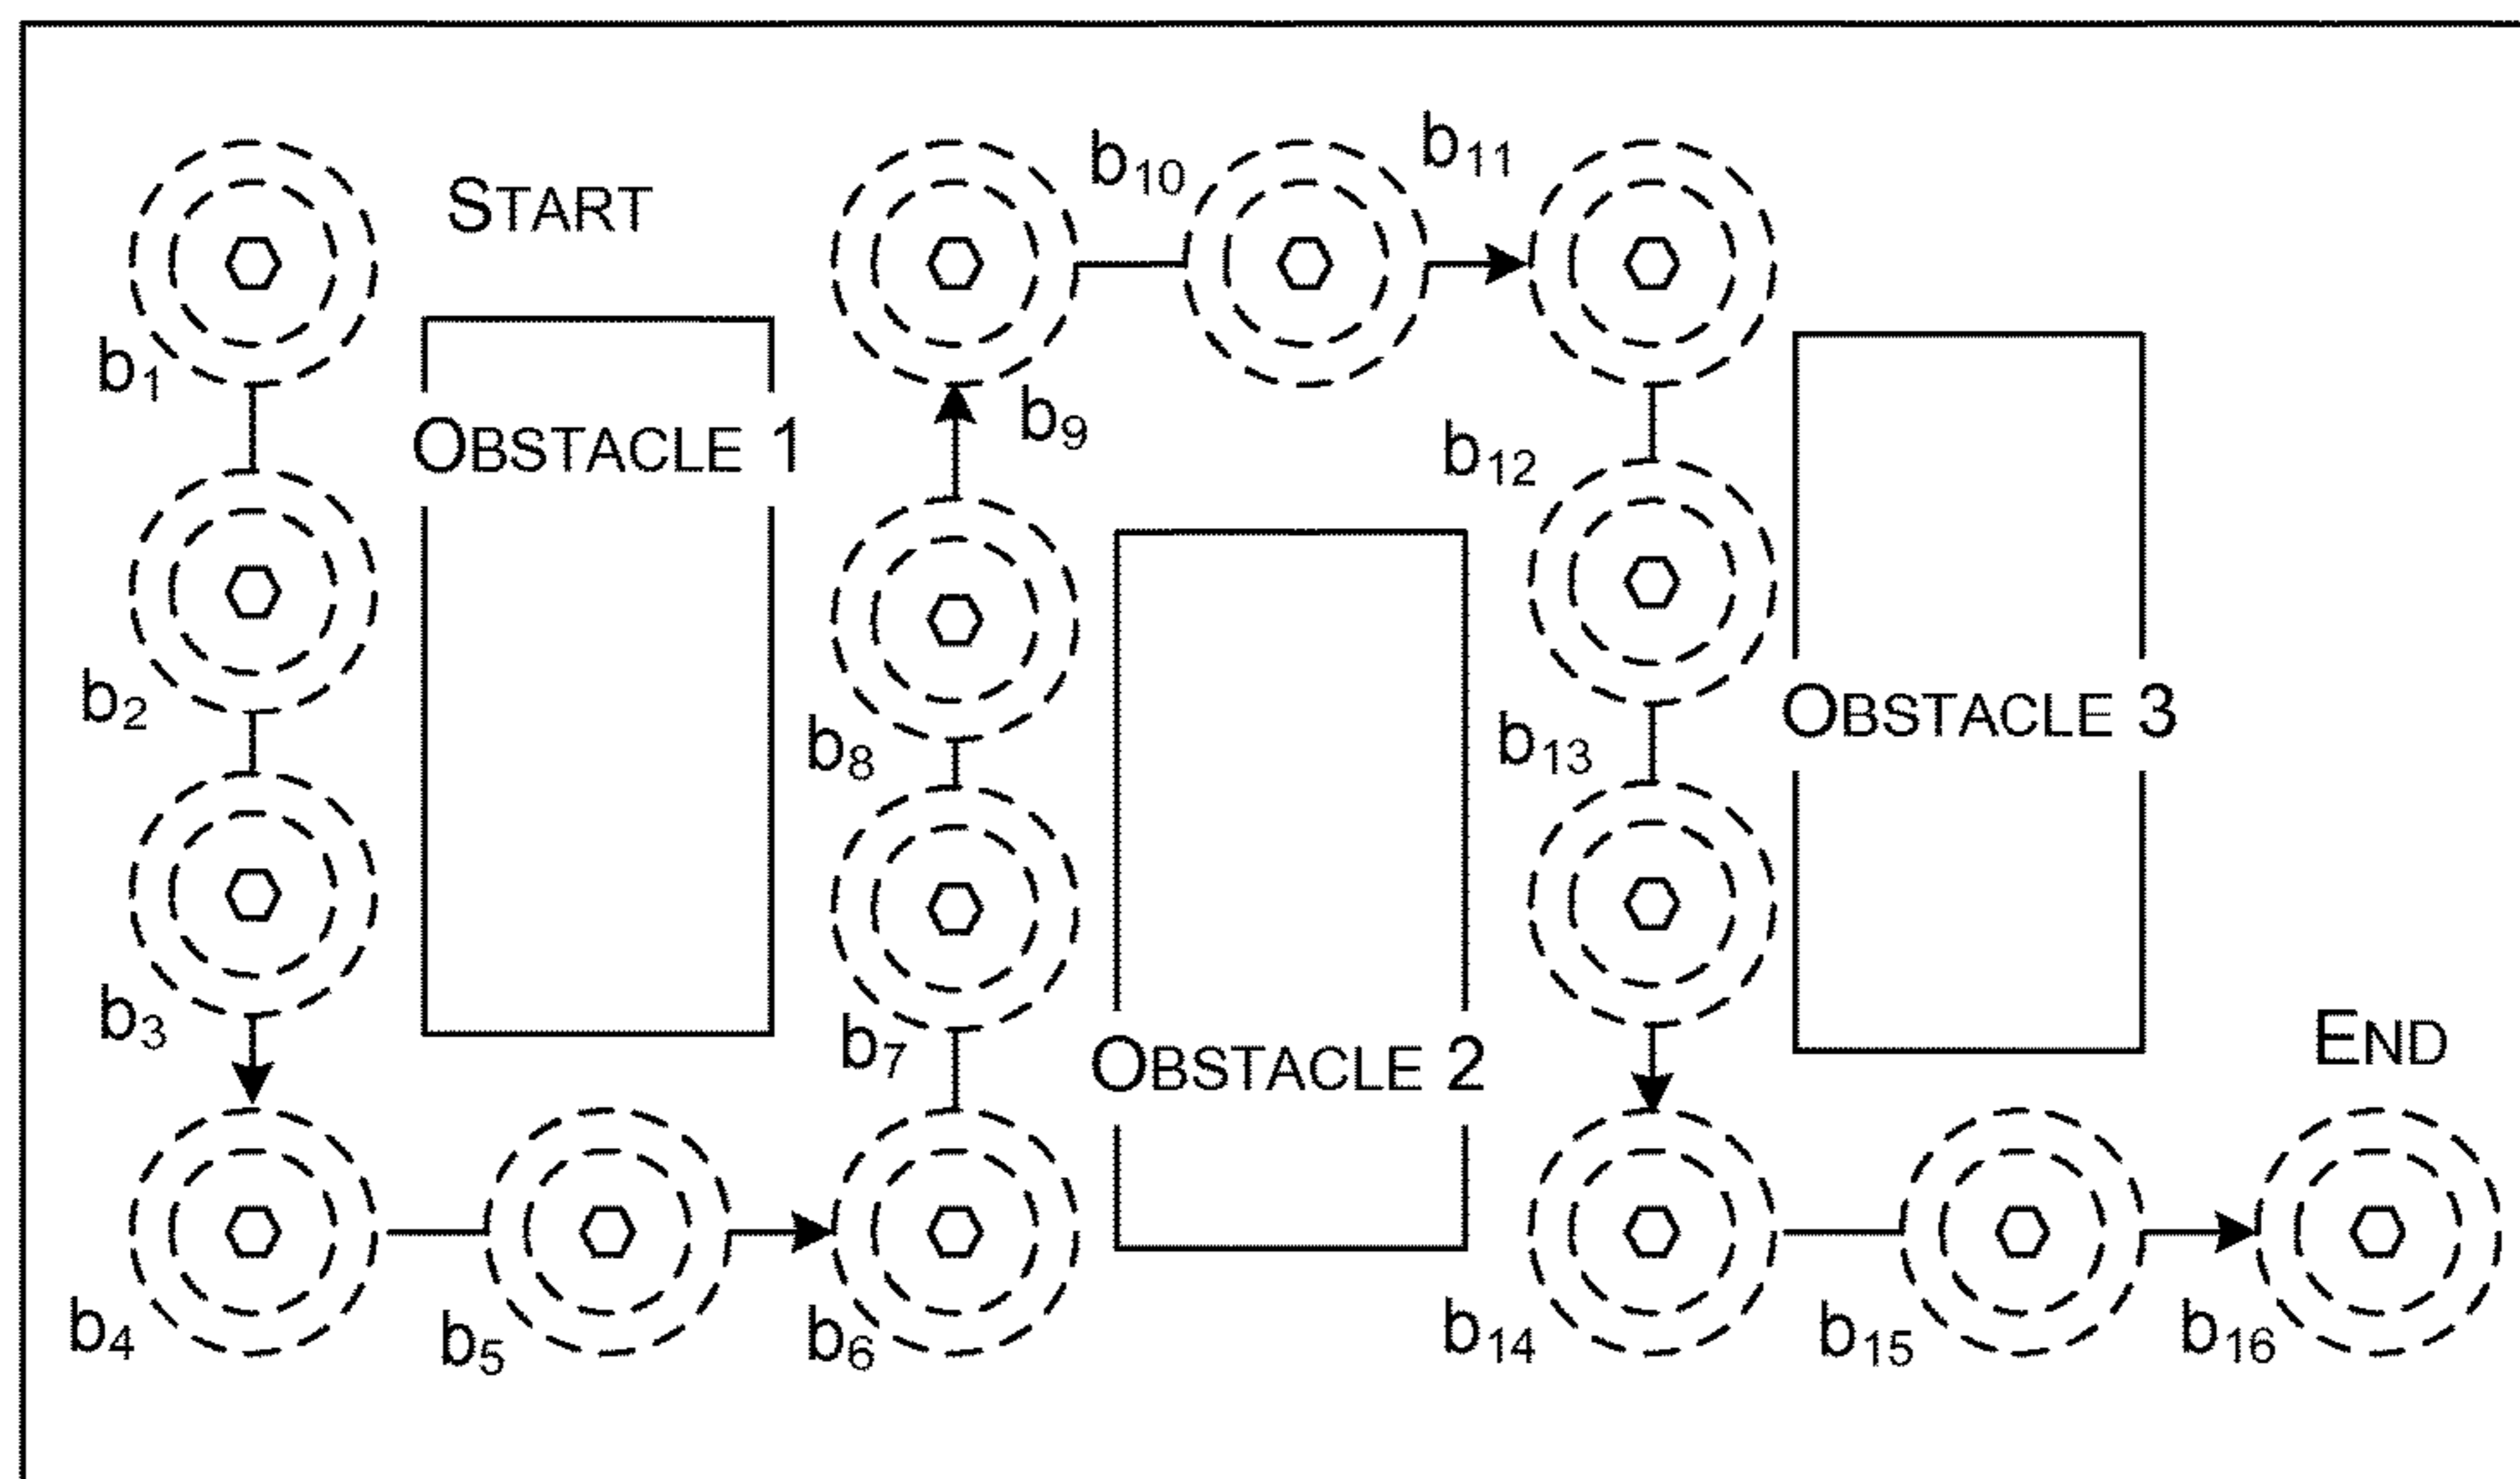 START
b10
b11
b1
b9
OBSTACLE 1
b12
b2
b8
b13
OBSTACLE 3
b3
b7
OBSTACLE 2
END
b4
b5
b6
b14
b15
b16